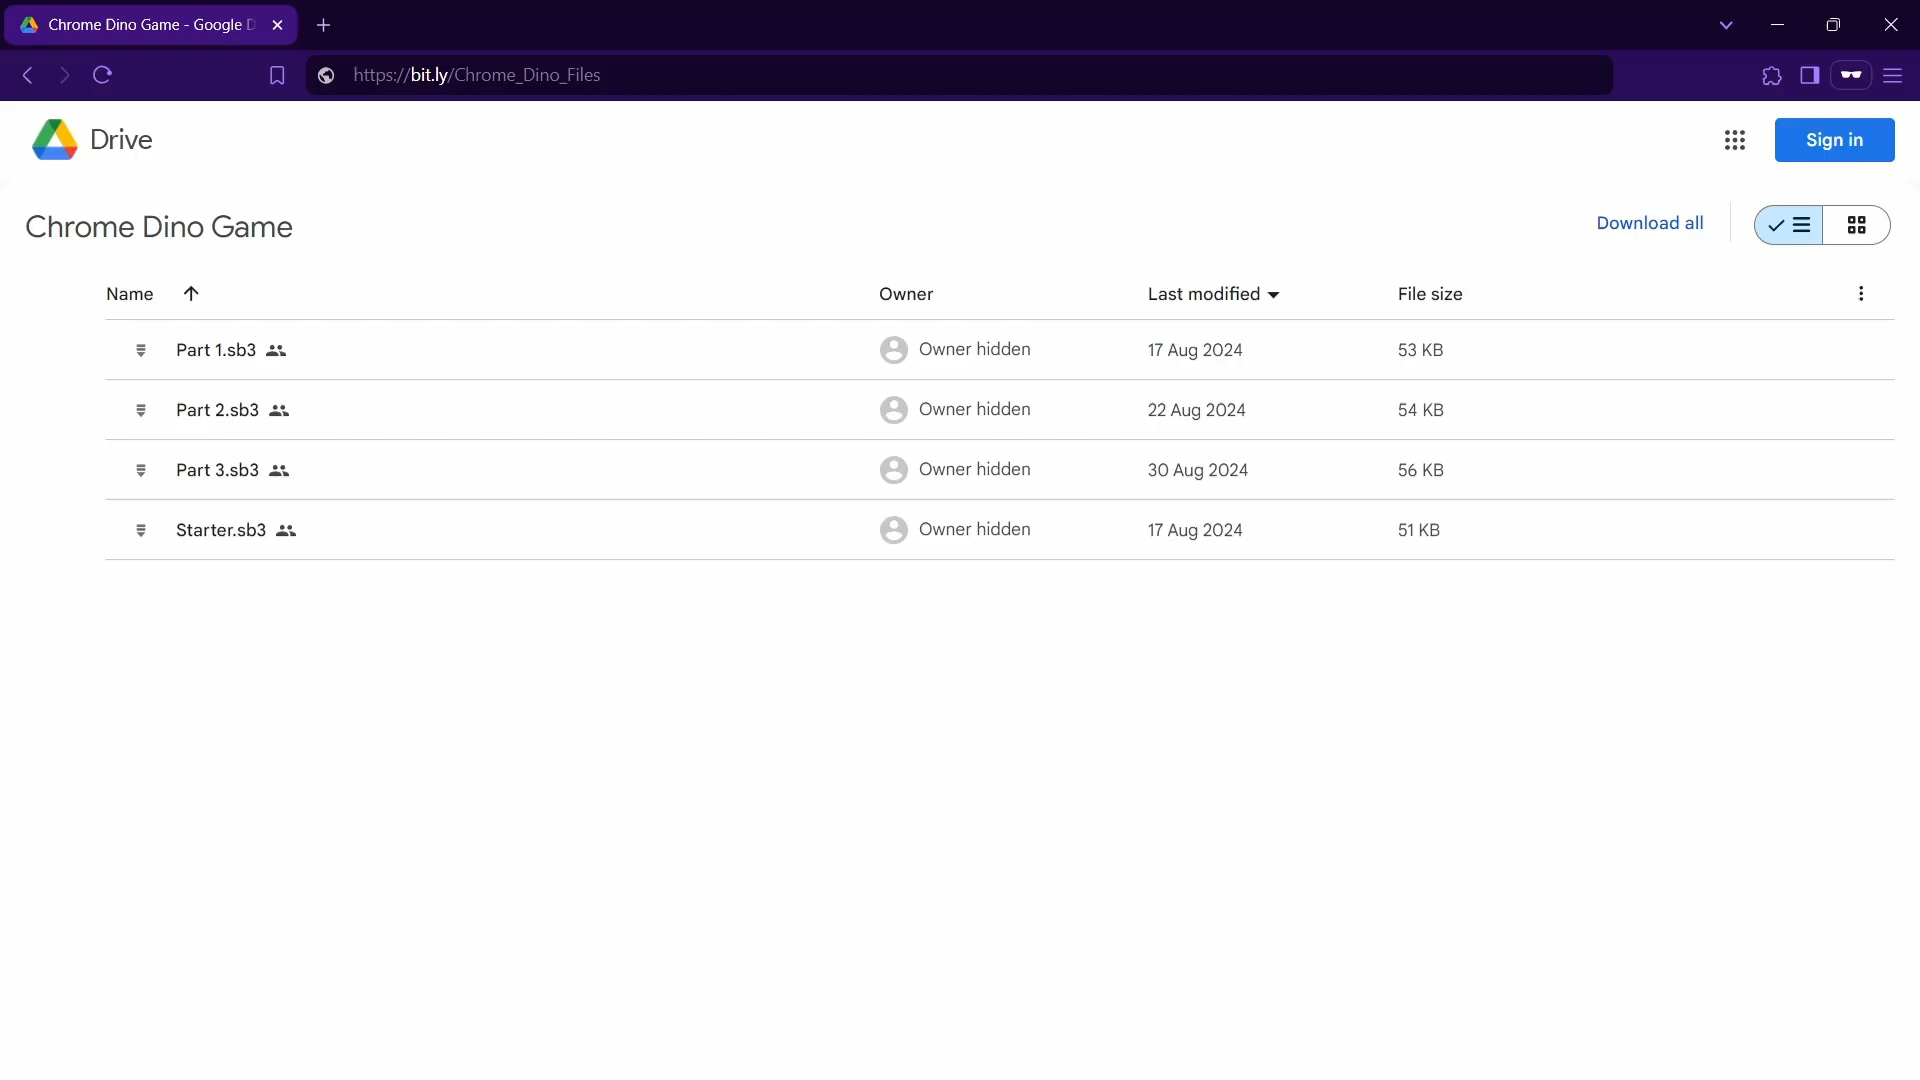 Chrome Dino Game - Google D
https://bit.ly/Chrome_Dino_Files
Drive
Sign in
Chrome Dino Game
Download all
Name Owner Last modified File size
Part 1.sb3 Owner hidden 17 Aug 2024 53 KB
Part 2.sb3 Owner hidden 22 Aug 2024 54 KB
Part 3.sb3 Owner hidden 30 Aug 2024 56 KB
Starter.sb3 Owner hidden 17 Aug 2024 51 KB